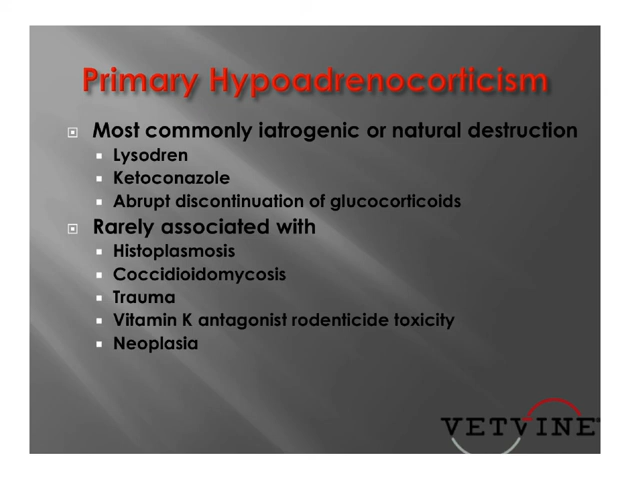 Primary Hypoadrenocorticism
Most commonly iatrogenic or natural destruction
Lysodren
Ketoconazole
Abrupt discontinuation of glucocorticoids
Rarely associated with
Histoplasmosis
Coccidioidomycosis
Trauma
Vitamin K antagonist rodenticide toxicity
Neoplasia
VETVINE